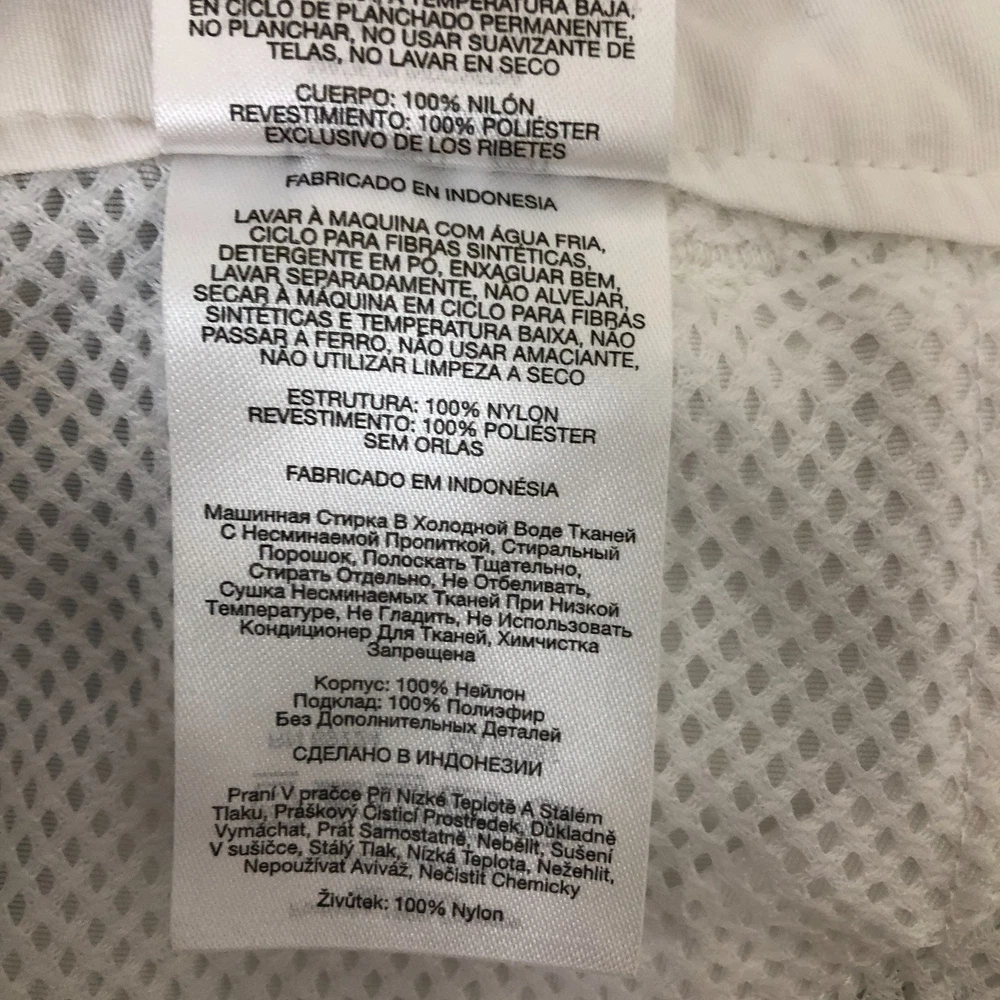 TEMPERATURA BAJA,
EN CICLO DE PLANCHADO PERMANENTE,
NO PLANCHAR, NO USAR SUAVIZANTE DE
TELAS, NO LAVAR EN SECO
CUERPO: 100% NILÓN
REVESTIMIENTO: 100% POLIÉSTER
EXCLUSIVO DE LOS RIBETES
FABRICADO EN INDONESIA
LAVAR À MAQUINA COM ÁGUA FRIA,
CICLO PARA FIBRAS SINTÉTICAS,
DETERGENTE EM PÓ, ENXAGUAR BEM,
LAVAR SEPARADAMENTE, NÃO ALVEJAR,
SECAR À MÁQUINA EM CICLO PARA FIBRAS
SINTÉTICAS E TEMPERATURA BAIXA, NÃO
PASSAR A FERRO, NÃO USAR AMACIANTE,
NÃO UTILIZAR LIMPEZA A SECO
ESTRUTURA: 100% NYLON
REVESTIMENTO: 100% POLIÉSTER
SEM ORLAS
FABRICADO EM INDONÉSIA
Машинная Стирка В Холодной Воде Тканей
С Несминаемой Пропиткой, Стиральный
Порошок, Полоскать Тщательно,
Стирать Отдельно, Не Отбеливать,
Сушка Несминаемых Тканей При Низкой
Температуре, Не Гладить, Не Использовать
Кондиционер Для Тканей, Химчистка
Запрещена
Корпус: 100% Нейлон
Подклад: 100% Полиэфир
Без Дополнительных Деталей
СДЕЛАНО В ИНДОНЕЗИИ
Praní V pračce Při Nízké Teplotě A Stálém
Tlaku, Práškový Čisticí Prostředek, Důkladně
Vymáchat, Prát Samostatně, Nebělit, Sušení
V sušičce, Stálý Tlak, Nízká Teplota, Nežehlit,
Nepoužívat Aviváž, Nečistit Chemicky
Živůtek: 100% Nylon